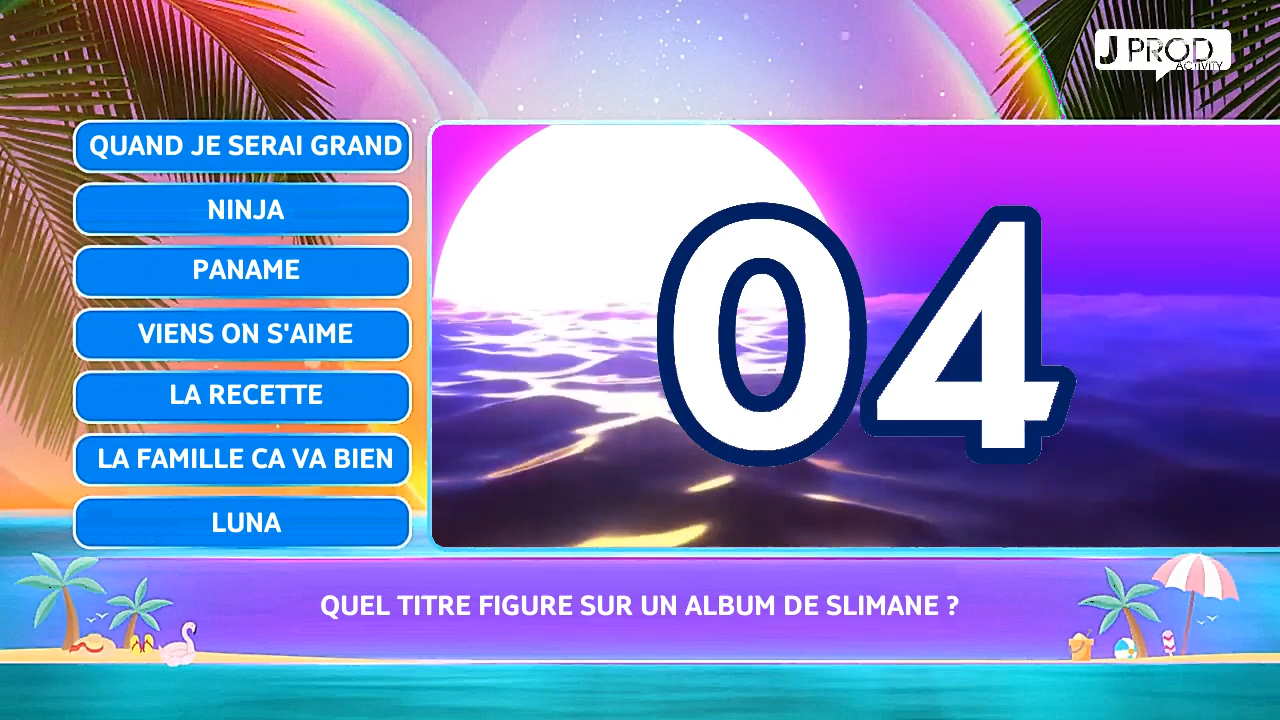 J PROD
ACTIVITY
QUAND JE SERAI GRAND
NINJA
PANAME
VIENS ON S'AIME
LA RECETTE
LA FAMILLE CA VA BIEN
LUNA
04
QUEL TITRE FIGURE SUR UN ALBUM DE SLIMANE ?